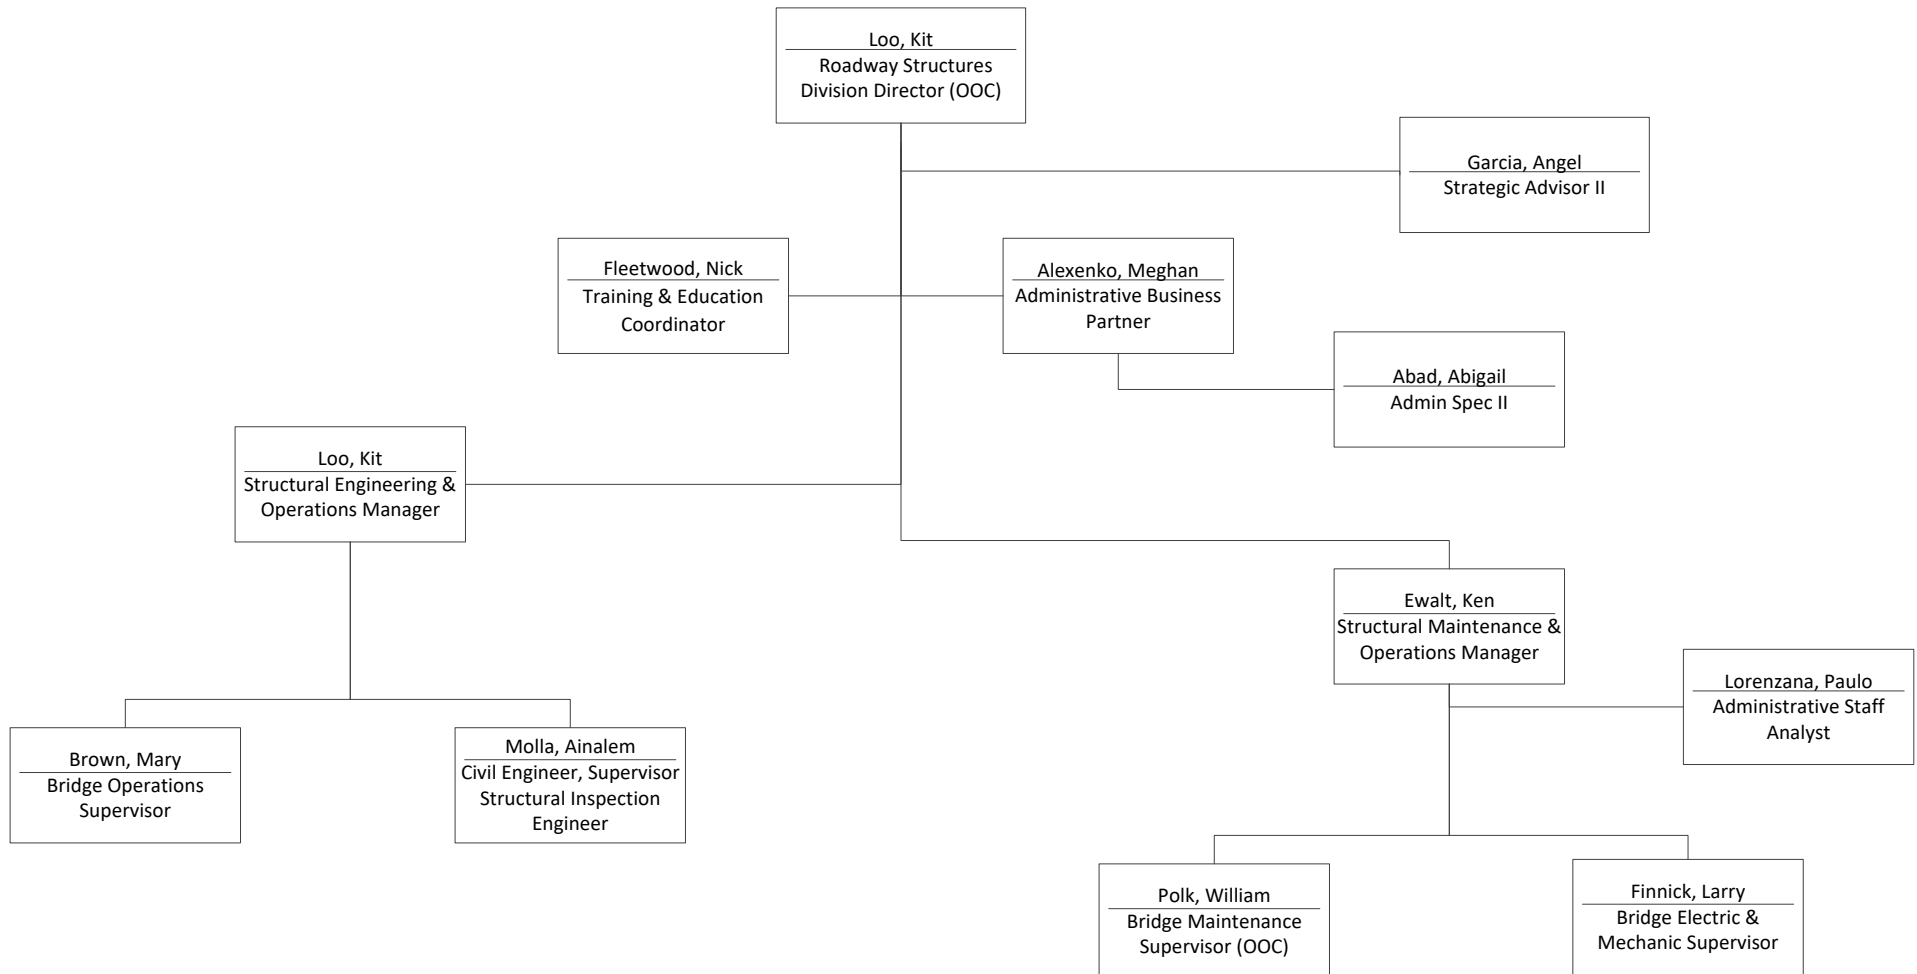 Loo, Kit
Roadway Structures
Division Director (OOC)
Garcia, Angel
Strategic Advisor II
Fleetwood, Nick
Training & Education
Coordinator
Alexenko, Meghan
Administrative Business
Partner
Abad, Abigail
Admin Spec II
Loo, Kit
Structural Engineering &
Operations Manager
Ewalt, Ken
Structural Maintenance &
Operations Manager
Lorenzana, Paulo
Administrative Staff
Analyst
Brown, Mary
Bridge Operations
Supervisor
Molla, Ainalem
Civil Engineer, Supervisor
Structural Inspection
Engineer
Polk, William
Bridge Maintenance
Supervisor (OOC)
Finnick, Larry
Bridge Electric &
Mechanic Supervisor